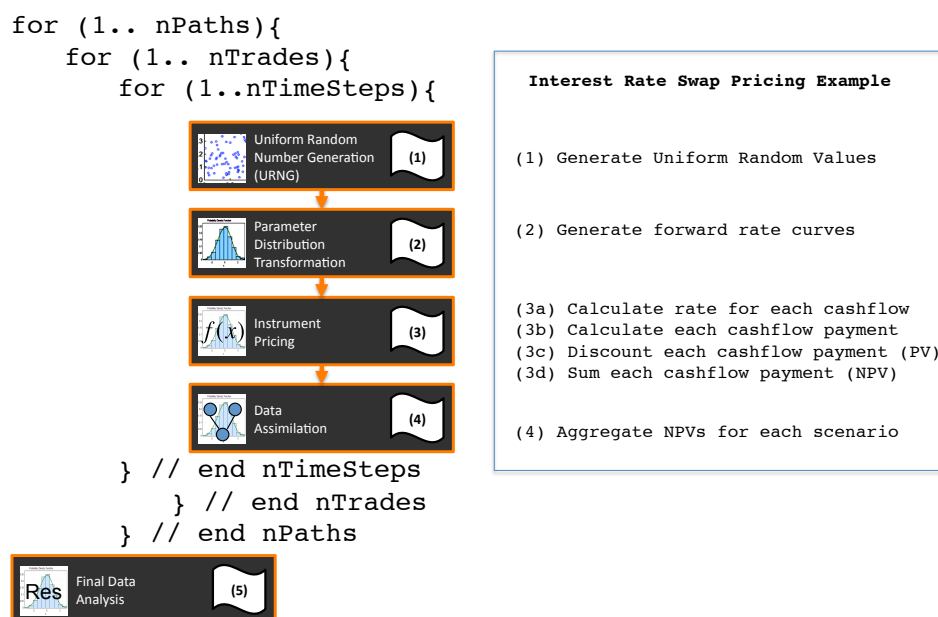 for (1.. nPaths){
for (1.. nTrades){
for (1..nTimeSteps){
Uniform Random
Number Generation
(URNG)
(1)
Parameter
Distribution
Transformation
(2)
f(x)
Instrument
Pricing
(3)
Data
Assimilation
(4)
} // end nTimeSteps
} // end nTrades
} // end nPaths
Res
Final Data
Analysis
(5)
Interest Rate Swap Pricing Example
(1) Generate Uniform Random Values
(2) Generate forward rate curves
(3a) Calculate rate for each cashflow
(3b) Calculate each cashflow payment
(3c) Discount each cashflow payment (PV)
(3d) Sum each cashflow payment (NPV)
(4) Aggregate NPVs for each scenario